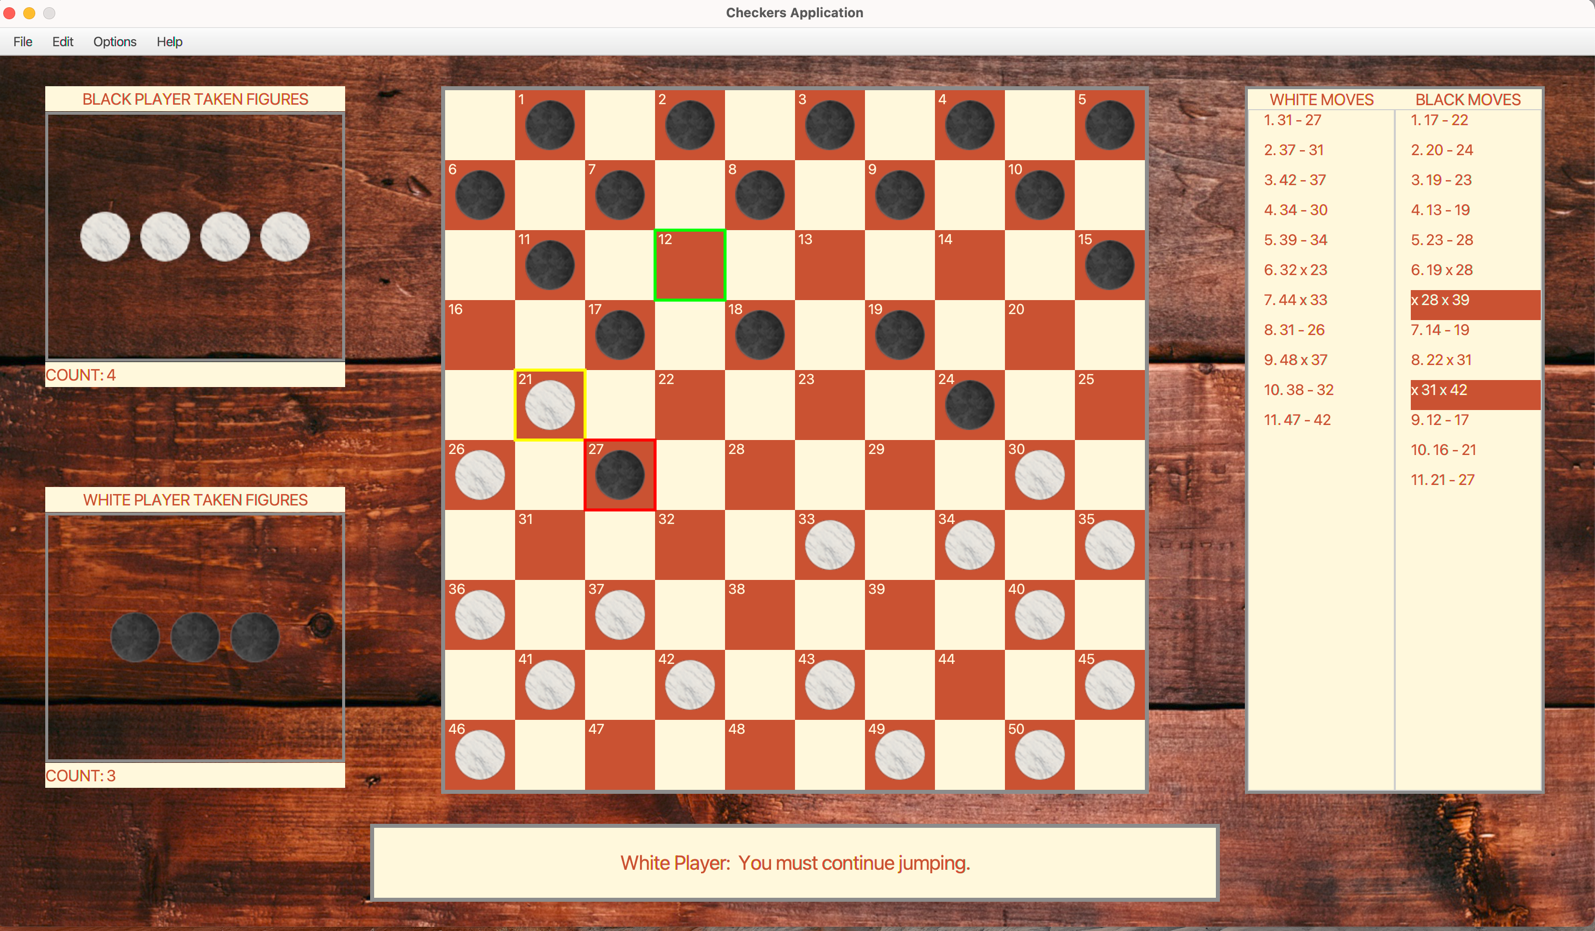 Checkers Application
File Edit Options Help
BLACK PLAYER TAKEN FIGURES
COUNT: 4
WHITE PLAYER TAKEN FIGURES
COUNT: 3
1 2 3 4 5
6 7 8 9 10
11 12 13 14 15
16 17 18 19 20
21 22 23 24 25
26 27 28 29 30
31 32 33 34 35
36 37 38 39 40
41 42 43 44 45
46 47 48 49 50
WHITE MOVES
1. 31 - 27
2. 37 - 31
3. 42 - 37
4. 34 - 30
5. 39 - 34
6. 32 x 23
7. 44 x 33
8. 31 - 26
9. 48 x 37
10. 38 - 32
11. 47 - 42
BLACK MOVES
1. 17 - 22
2. 20 - 24
3. 19 - 23
4. 13 - 19
5. 23 - 28
6. 19 x 28
x 28 x 39
7. 14 - 19
8. 22 x 31
x 31 x 42
9. 12 - 17
10. 16 - 21
11. 21 - 27
White Player: You must continue jumping.